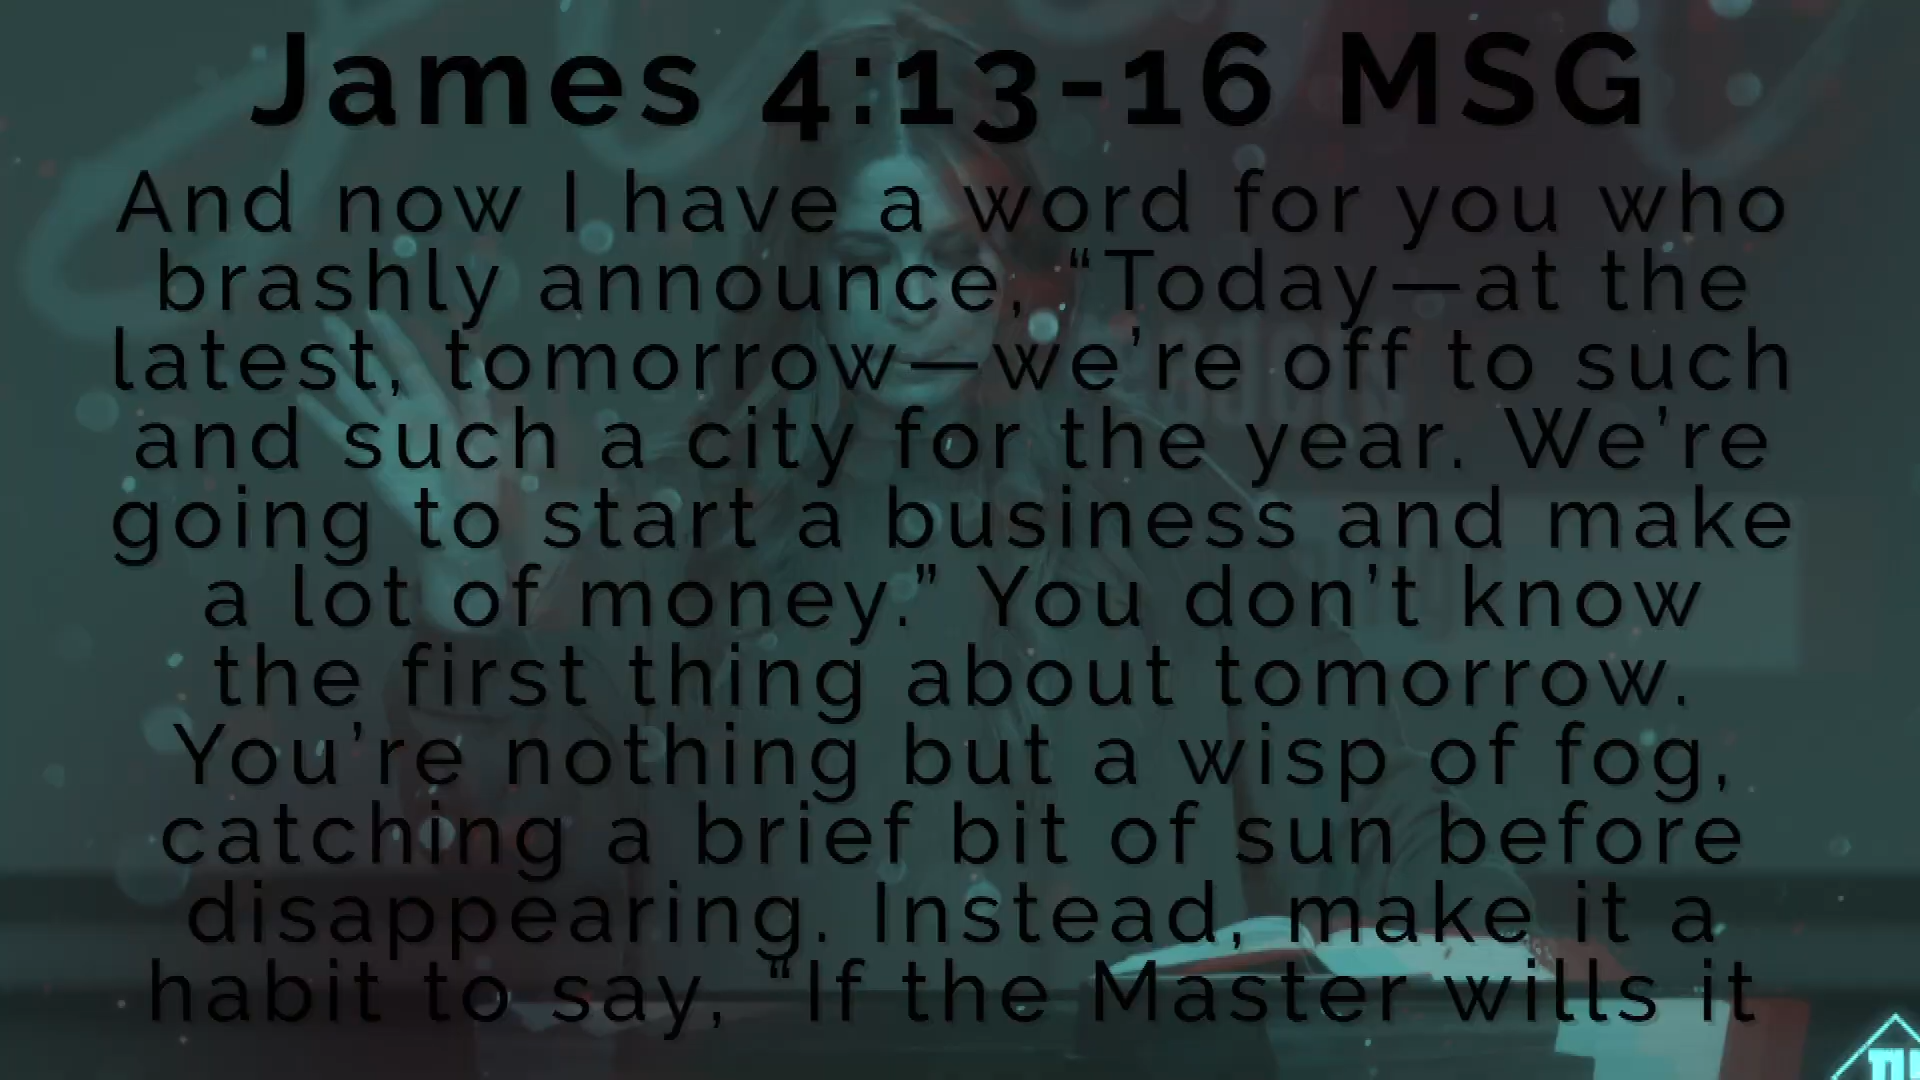 James 4:13-16 MSG
And now I have a word for you who
brashly announce, “Today—at the
latest, tomorrow—we’re off to such
and such a city for the year. We’re
going to start a business and make
a lot of money.” You don’t know
the first thing about tomorrow.
You’re nothing but a wisp of fog,
catching a brief bit of sun before
disappearing. Instead, make it a
habit to say, “If the Master wills it